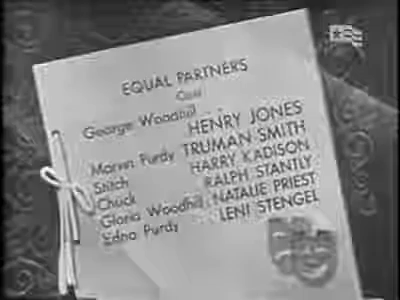 EQUAL PARTNERS
Cast
George Woodhill HENRY JONES
Marvin Purdy TRUMAN SMITH
Stitch HARRY KADISON
Chuck RALPH STANTLY
Gloria Woodhill NATALIE PRIEST
Edna Purdy LENI STENGEL